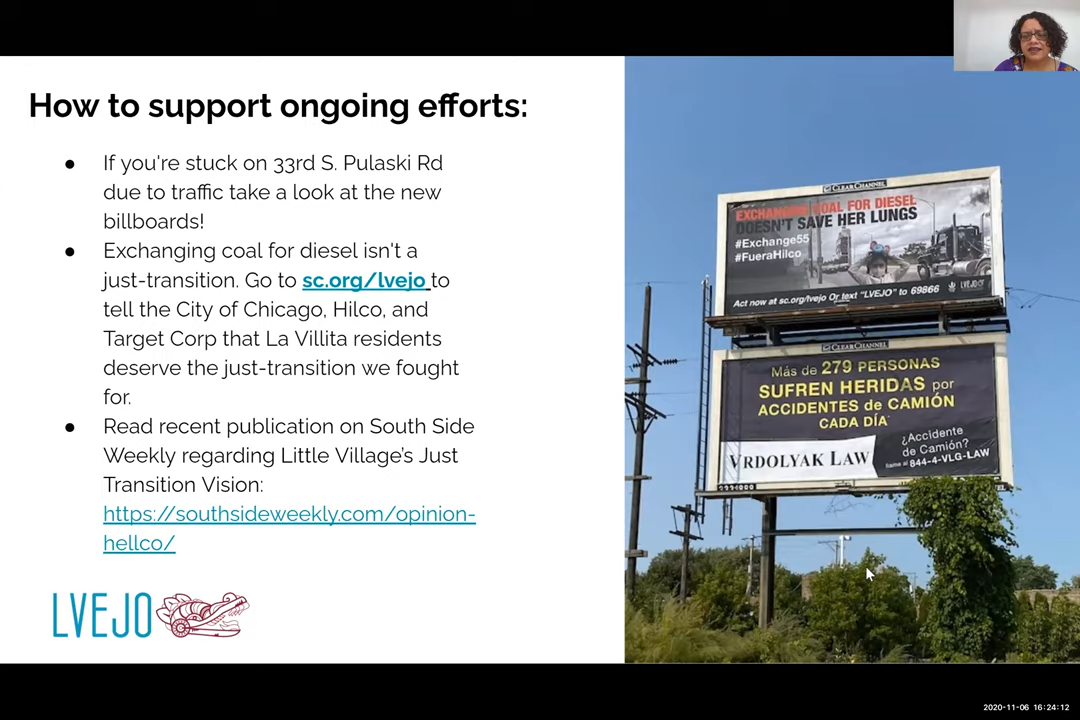 How to support ongoing efforts:
● If you're stuck on 33rd S. Pulaski Rd
due to traffic take a look at the new
billboards!
● Exchanging coal for diesel isn't a
just-transition. Go to sc.org/lvejo to
tell the City of Chicago, Hilco, and
Target Corp that La Villita residents
deserve the just-transition we fought
for.
● Read recent publication on South Side
Weekly regarding Little Village's Just
Transition Vision:
https://southsideweekly.com/opinion-
hellco/
LVEJO
CLEARCHANNEL
EXCHANGING COAL FOR DIESEL
DOESN'T SAVE HER LUNGS
#Exchange55
#FueraHilco
Act now at sc.org/lvejo Or text "LVEJO" to 69866
LVEJO
CLEARCHANNEL
Más de 279 PERSONAS
SUFREN HERIDAS por
ACCIDENTES de CAMIÓN
CADA DÍA
VRDOLYAK LAW
¿Accidente
de Camión?
llama al 844-4-VLG-LAW
2020-11-06 16:24:12